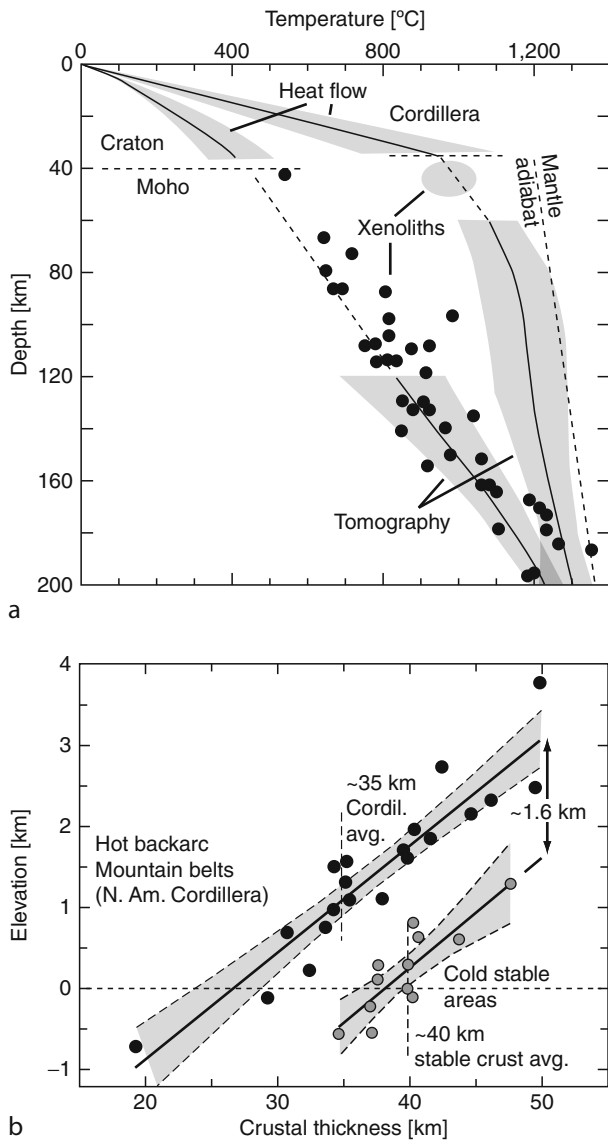 Temperature [ºC]
0 400 800 1,200
0
40
80
120
160
200
Depth [km]
Heat flow
Cordillera
Craton
Moho
Mantle
adiabat
Xenoliths
Tomography
a
4
3
2
1
0
−1
Elevation [km]
~35 km
Cordil.
avg.
~1.6 km
Hot backarc
Mountain belts
(N. Am. Cordillera)
Cold stable
areas
~40 km
stable crust avg.
20 30 40 50
b
Crustal thickness [km]